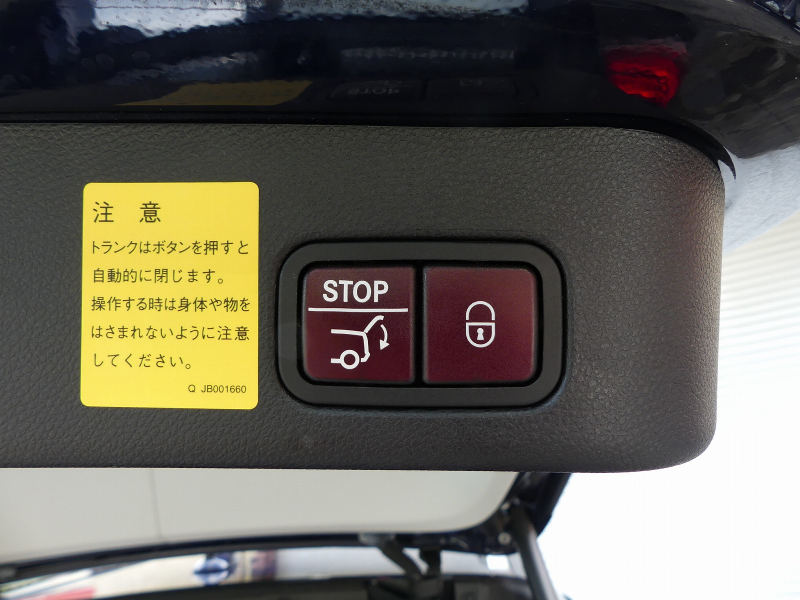 注 意
トランクはボタンを押すと
自動的に閉じます。
操作する時は身体や物を
はさまれないように注意
してください。
Q JB001660
STOP